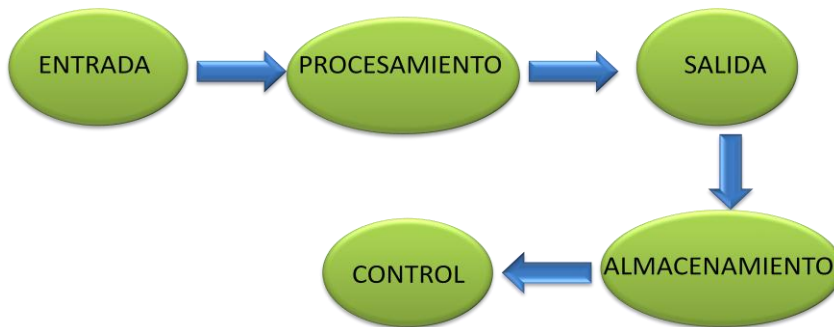 ENTRADA
PROCESAMIENTO
SALIDA
ALMACENAMIENTO
CONTROL